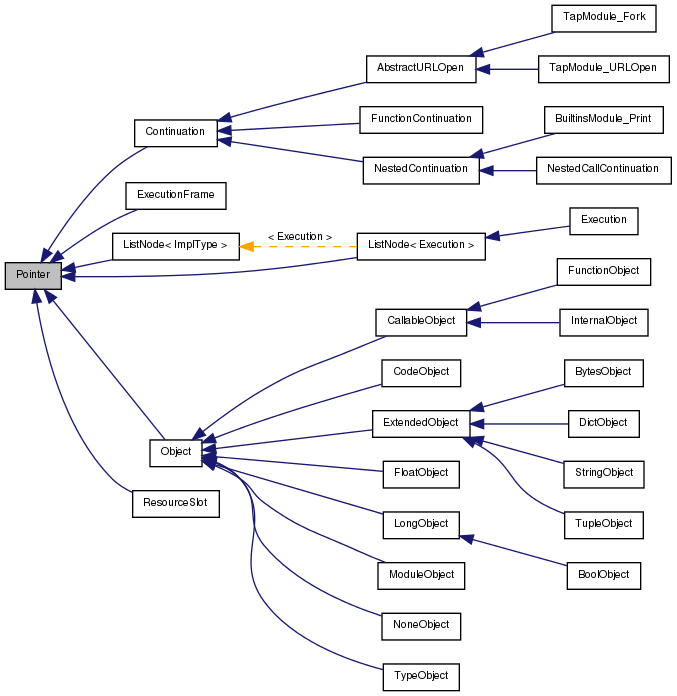 TapModule_Fork
AbstractURLOpen
TapModule_URLOpen
FunctionContinuation
BuiltinsModule_Print
Continuation
NestedContinuation
NestedCallContinuation
ExecutionFrame
Execution
ListNode< ImplType >
< Execution >
ListNode< Execution >
Pointer
FunctionObject
CallableObject
InternalObject
CodeObject
BytesObject
ExtendedObject
DictObject
Object
FloatObject
StringObject
ResourceSlot
LongObject
TupleObject
ModuleObject
BoolObject
NoneObject
TypeObject